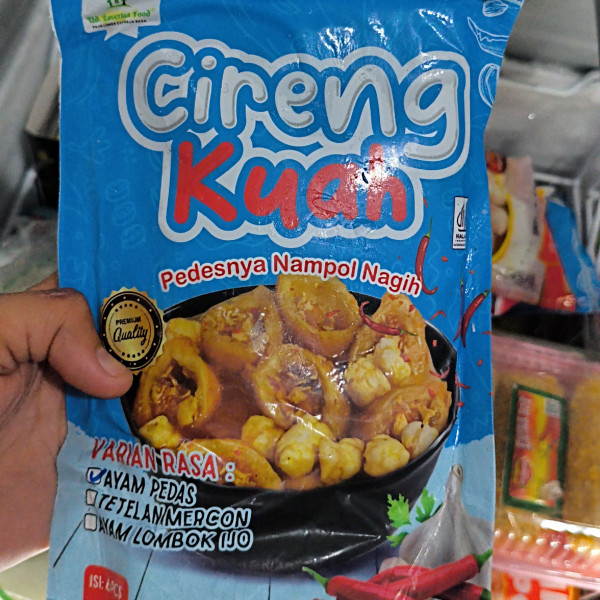 Cireng
Kuah
Pedesnya Nampol Nagih
PREMIUM
Quality
VARIAN RASA :
AYAM PEDAS
TETELAN MERCON
AYAM LOMBOK IJO